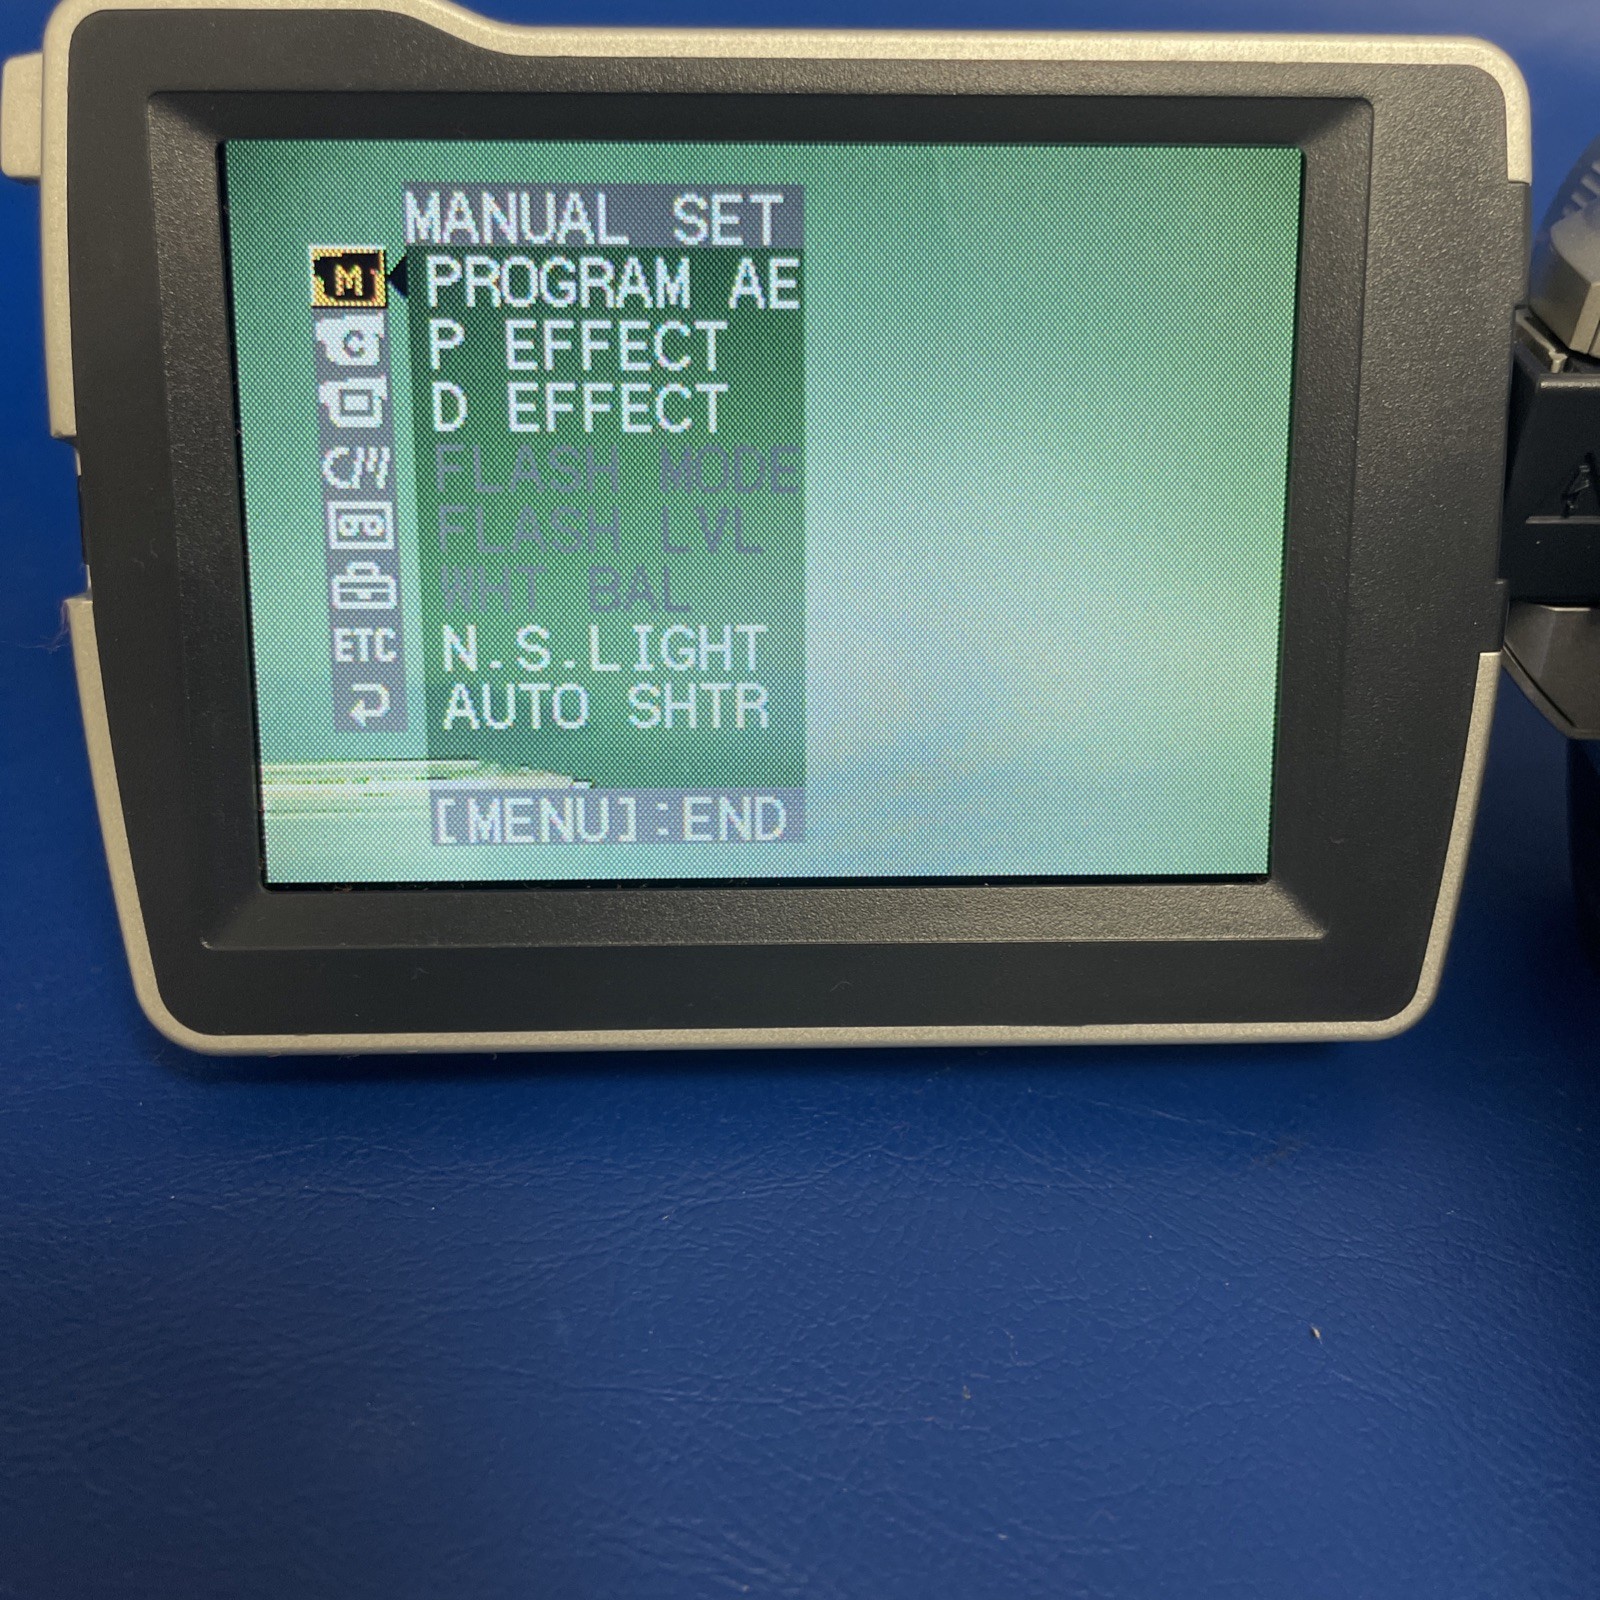 MANUAL SET
M PROGRAM AE
P EFFECT
D EFFECT
FLASH MODE
FLASH LVL
WHT BAL
ETC N.S.LIGHT
AUTO SHTR
[MENU]:END